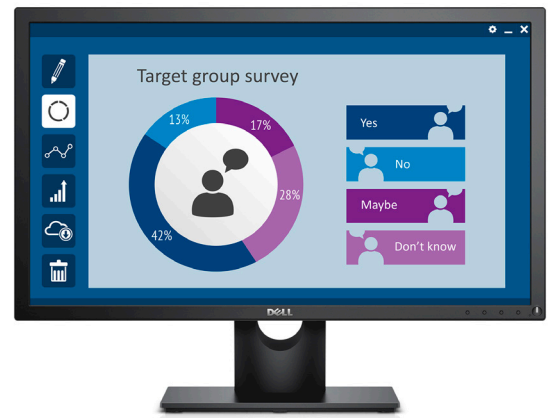 Target group survey
13%
17%
28%
42%
Yes
No
Maybe
Don't know
DELL